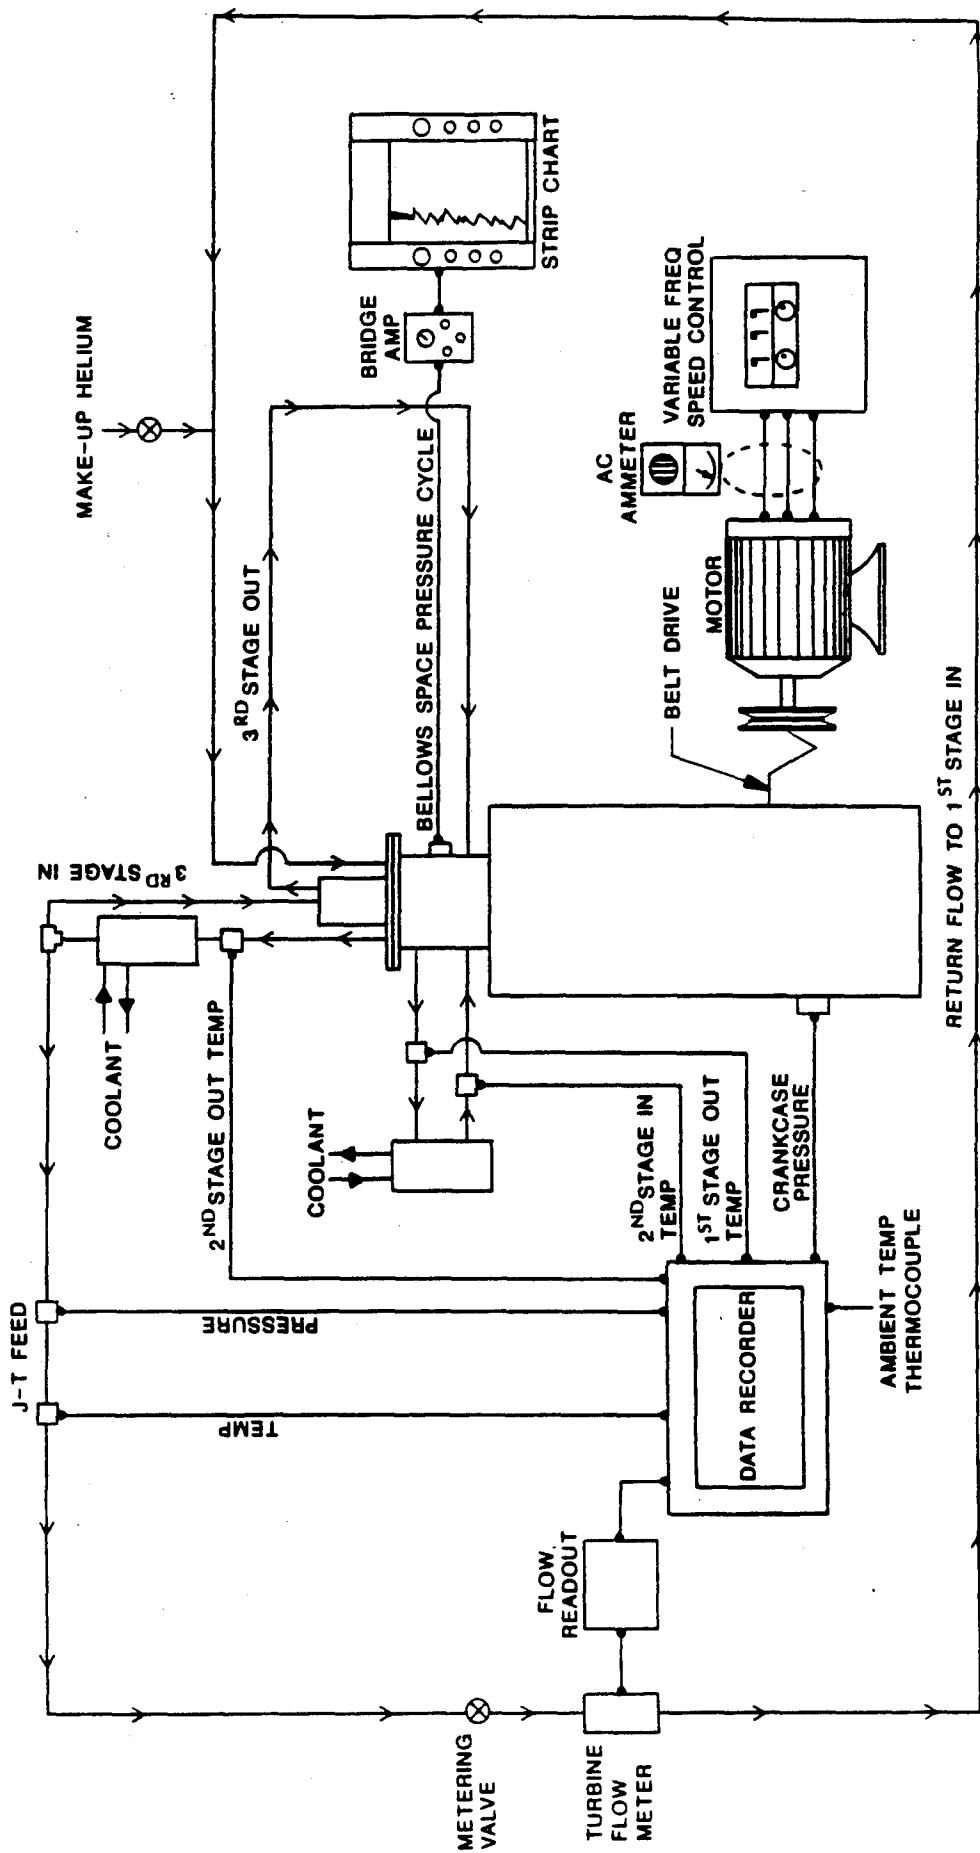 MAKE-UP HELIUM
3RD STAGE OUT
3RD STAGE IN
COOLANT
2ND STAGE OUT TEMP
J-T FEED
PRESSURE
TEMP
BRIDGE
AMP
STRIP CHART
BELLOWS SPACE PRESSURE CYCLE
COOLANT
AC
AMMETER
VARIABLE FREQ
SPEED CONTROL
MOTOR
BELT DRIVE
2ND STAGE IN
TEMP
1ST STAGE OUT
TEMP
CRANKCASE
PRESSURE
AMBIENT TEMP
THERMOCOUPLE
DATA RECORDER
FLOW
READOUT
METERING
VALVE
TURBINE
FLOW
METER
RETURN FLOW TO 1ST STAGE IN